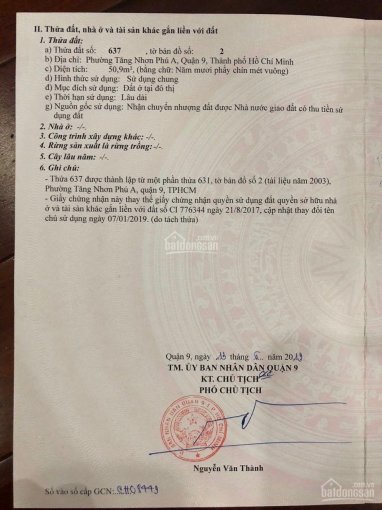 II. Thửa đất, nhà ở và tài sản khác gắn liền với đất
1. Thửa đất:
a) Thửa đất số: 637 , tờ bản đồ số: 2
b) Địa chỉ: Phường Tăng Nhơn Phú A, Quận 9, Thành phố Hồ Chí Minh
c) Diện tích: 50,9m², (bằng chữ: Năm mươi phẩy chín mét vuông)
d) Hình thức sử dụng: Sử dụng chung
đ) Mục đích sử dụng: Đất ở tại đô thị
e) Thời hạn sử dụng: Lâu dài
g) Nguồn gốc sử dụng: Nhận chuyển nhượng đất được Nhà nước giao đất có thu tiền sử
dụng đất
2. Nhà ở: -/-
3. Công trình xây dựng khác: -/-
4. Rừng sản xuất là rừng trồng: -/-
5. Cây lâu năm: -/-
6. Ghi chú:
- Thửa 637 được thành lập từ một phần thửa 631, tờ bản đồ số 2 (tài liệu năm 2003),
Phường Tăng Nhơn Phú A, quận 9, TPHCM
- Giấy chứng nhận này thay thế giấy chứng nhận quyền sử dụng đất quyền sở hữu nhà
ở và tài sản khác gắn liền với đất số CI 776344 ngày 21/8/2017, cập nhật thay đổi tên
chủ sử dụng ngày 07/01/2019. (do tách thửa)
batdongsan
Quận 9, ngày 13 tháng 6 năm 2019
TM. ỦY BAN NHÂN DÂN QUẬN 9
KT. CHỦ TỊCH
PHÓ CHỦ TỊCH
Nguyễn Văn Thành
Số vào sổ cấp GCN: CH08449
batdongsan